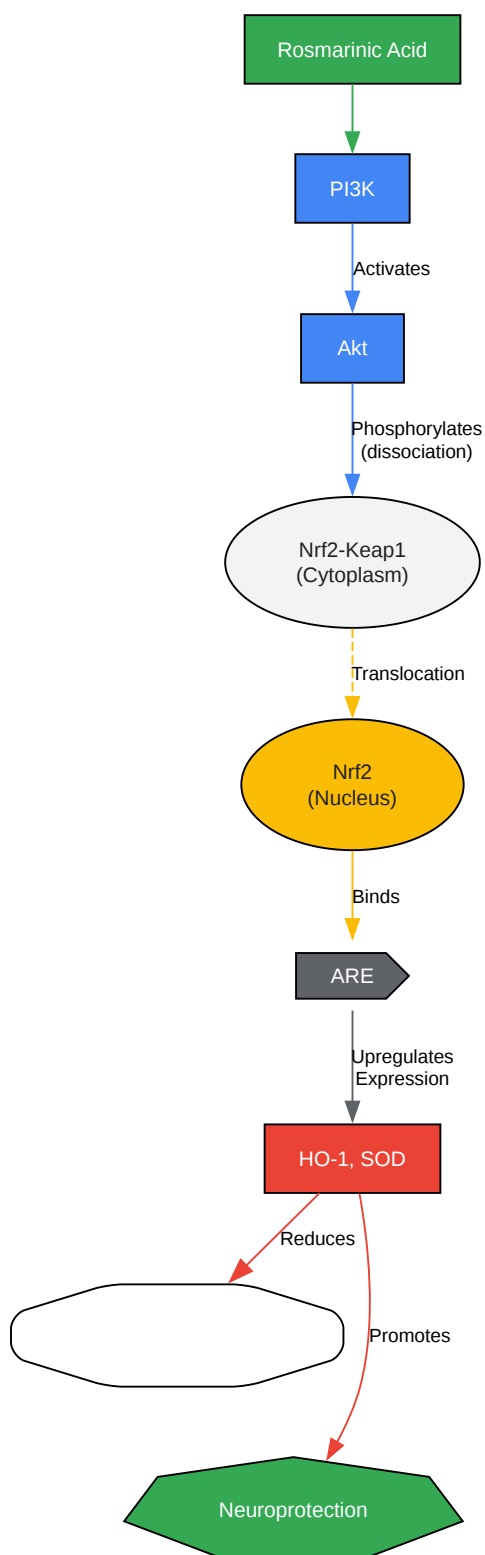 Rosmarinic Acid
PI3K
Activates
Akt
Phosphorylates
(dissociation)
Nrf2-Keap1
(Cytoplasm)
Translocation
Nrf2
(Nucleus)
Binds
ARE
Upregulates
Expression
HO-1, SOD
Reduces
Promotes
Neuroprotection